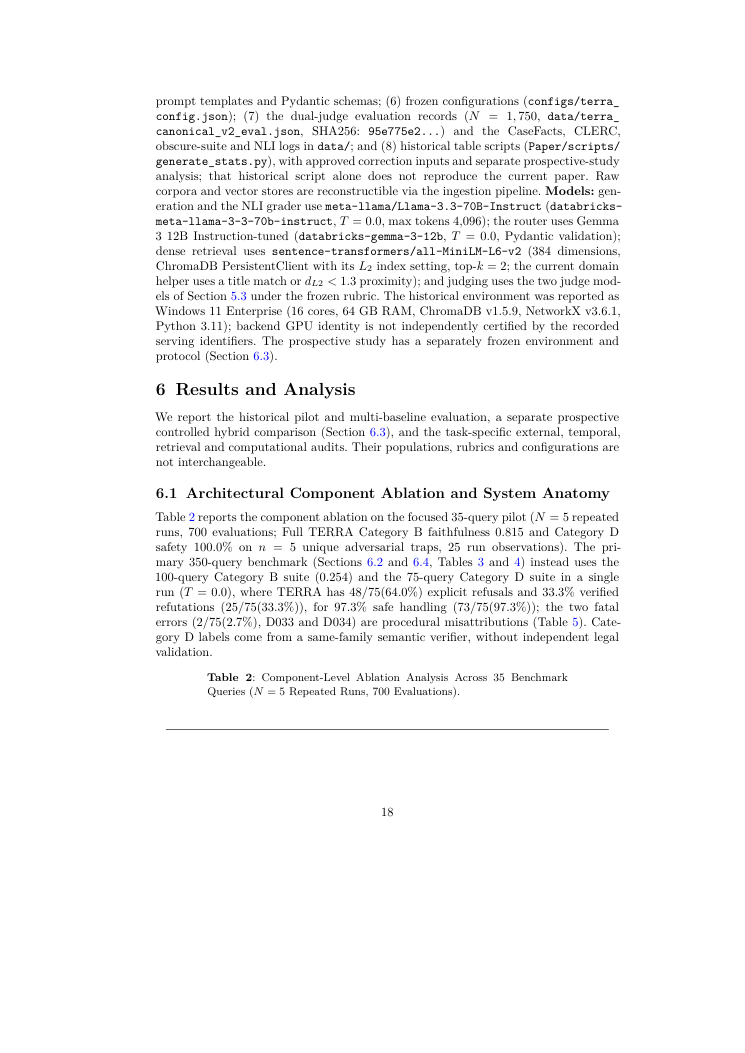 prompt templates and Pydantic schemas; (6) frozen configurations (configs/terra_
config.json); (7) the dual-judge evaluation records (N = 1, 750, data/terra_
canonical_v2_eval.json, SHA256: 95e775e2...) and the CaseFacts, CLERC,
obscure-suite and NLI logs in data/; and (8) historical table scripts (Paper/scripts/
generate_stats.py), with approved correction inputs and separate prospective-study
analysis; that historical script alone does not reproduce the current paper. Raw
corpora and vector stores are reconstructible via the ingestion pipeline. Models: gen-
eration and the NLI grader use meta-llama/Llama-3.3-70B-Instruct (databricks-
meta-llama-3-3-70b-instruct, T = 0.0, max tokens 4,096); the router uses Gemma
3 12B Instruction-tuned (databricks-gemma-3-12b, T = 0.0, Pydantic validation);
dense retrieval uses sentence-transformers/all-MiniLM-L6-v2 (384 dimensions,
ChromaDB PersistentClient with its L2 index setting, top-k = 2; the current domain
helper uses a title match or dL2 < 1.3 proximity); and judging uses the two judge mod-
els of Section 5.3 under the frozen rubric. The historical environment was reported as
Windows 11 Enterprise (16 cores, 64 GB RAM, ChromaDB v1.5.9, NetworkX v3.6.1,
Python 3.11); backend GPU identity is not independently certified by the recorded
serving identifiers. The prospective study has a separately frozen environment and
protocol (Section 6.3).
6 Results and Analysis
We report the historical pilot and multi-baseline evaluation, a separate prospective
controlled hybrid comparison (Section 6.3), and the task-specific external, temporal,
retrieval and computational audits. Their populations, rubrics and configurations are
not interchangeable.
6.1 Architectural Component Ablation and System Anatomy
Table 2 reports the component ablation on the focused 35-query pilot (N = 5 repeated
runs, 700 evaluations; Full TERRA Category B faithfulness 0.815 and Category D
safety 100.0% on n = 5 unique adversarial traps, 25 run observations). The pri-
mary 350-query benchmark (Sections 6.2 and 6.4, Tables 3 and 4) instead uses the
100-query Category B suite (0.254) and the 75-query Category D suite in a single
run (T = 0.0), where TERRA has 48/75(64.0%) explicit refusals and 33.3% verified
refutations (25/75(33.3%)), for 97.3% safe handling (73/75(97.3%)); the two fatal
errors (2/75(2.7%), D033 and D034) are procedural misattributions (Table 5). Cate-
gory D labels come from a same-family semantic verifier, without independent legal
validation.
Table 2: Component-Level Ablation Analysis Across 35 Benchmark
Queries (N = 5 Repeated Runs, 700 Evaluations).
18